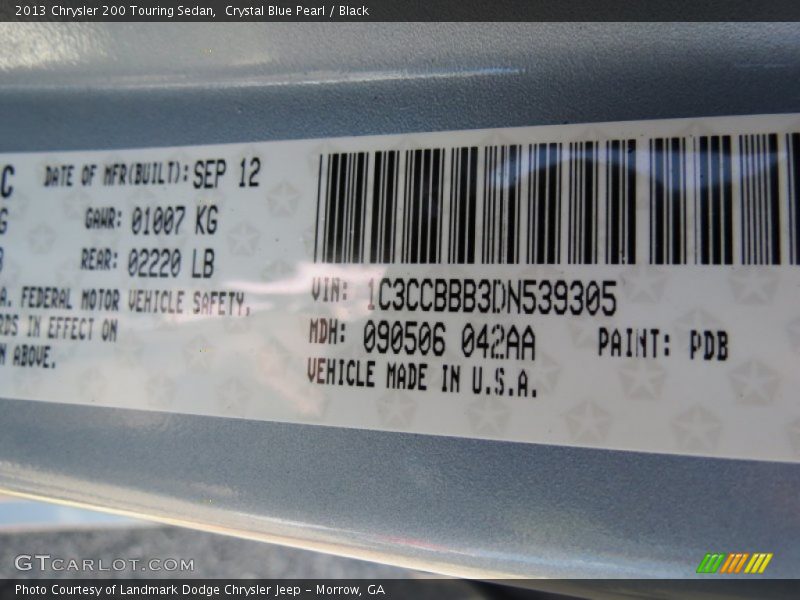 2013 Chrysler 200 Touring Sedan,  Crystal Blue Pearl / Black
C DATE OF MFR(BUILT): SEP 12
G GAWR: 01007 KG
REAR: 02220 LB
A. FEDERAL MOTOR VEHICLE SAFETY,
RDS IN EFFECT ON
N ABOVE.
VIN: 1C3CCBBB3DN539305
MDH: 090506 042AA PAINT: PDB
VEHICLE MADE IN U.S.A.
GTCARLOT.COM
Photo Courtesy of Landmark Dodge Chrysler Jeep – Morrow, GA